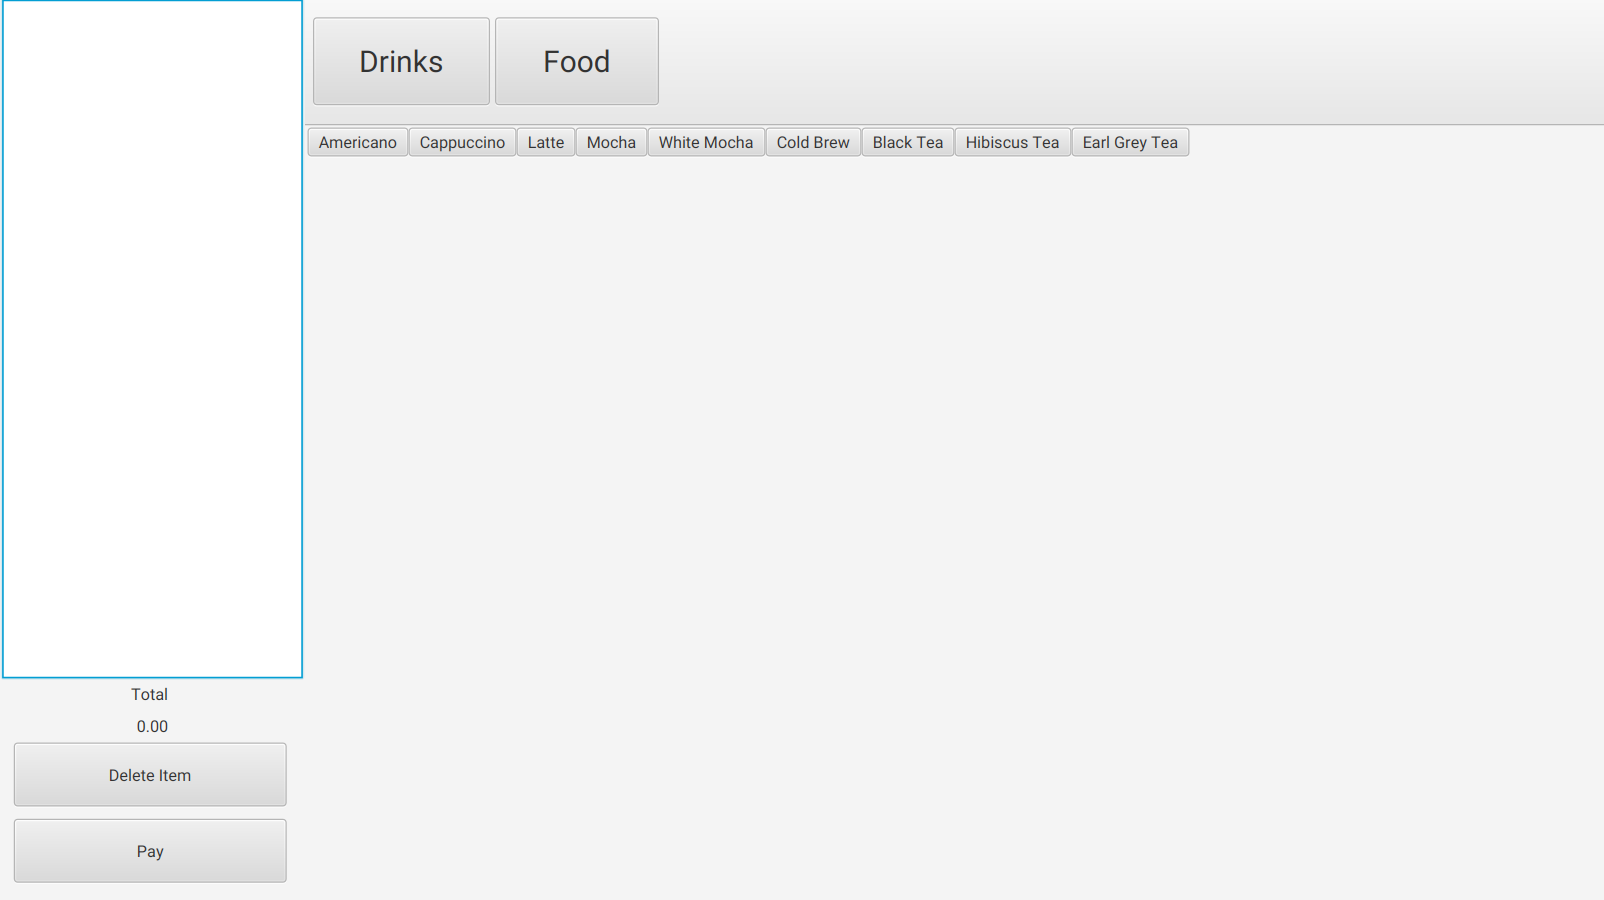 Drinks Food
Americano Cappuccino Latte Mocha White Mocha Cold Brew Black Tea Hibiscus Tea Earl Grey Tea
Total
0.00
Delete Item
Pay